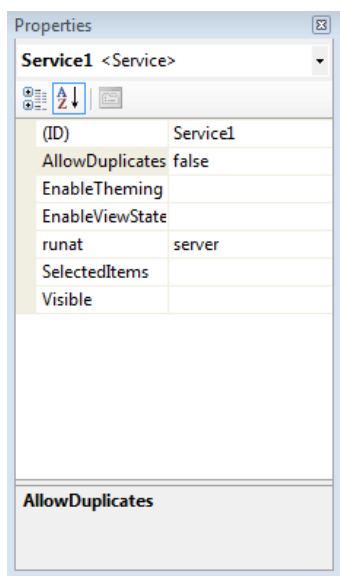 Properties
Service1 <Service>
A Z
(ID) Service1
AllowDuplicates false
EnableTheming
EnableViewState
runat server
SelectedItems
Visible
AllowDuplicates